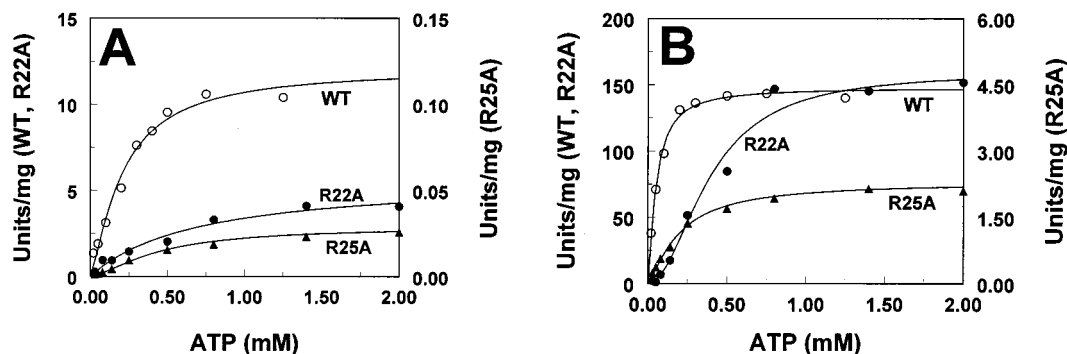 A
Units/mg (WT, R22A)
15
10
5
0
0.15
0.10
0.05
0.00
Units/mg (R25A)
WT
R22A
R25A
0.00 0.50 1.00 1.50 2.00
ATP (mM)
B
Units/mg (WT, R22A)
200
150
100
50
0
6.00
4.50
3.00
1.50
0.00
Units/mg (R25A)
WT
R22A
R25A
0.00 0.50 1.00 1.50 2.00
ATP (mM)